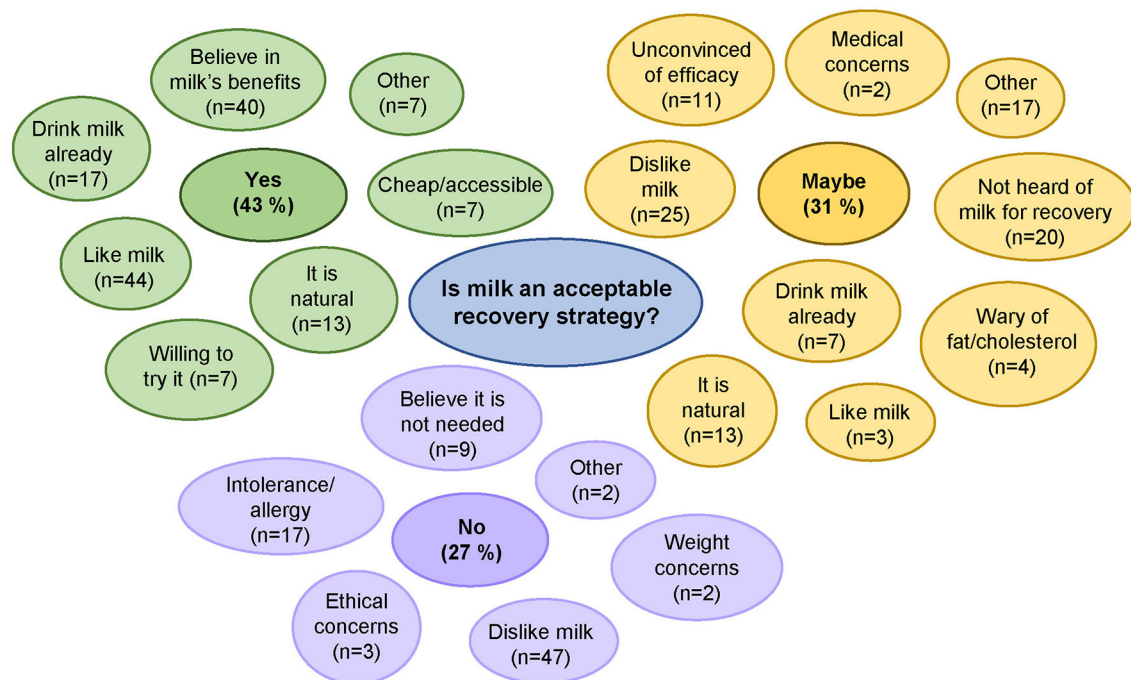 Believe in
milk's benefits
(n=40)
Other
(n=7)
Drink milk
already
(n=17)
Yes
(43 %)
Cheap/accessible
(n=7)
Like milk
(n=44)
It is
natural
(n=13)
Willing to
try it (n=7)
Is milk an acceptable
recovery strategy?
Unconvinced
of efficacy
(n=11)
Medical
concerns
(n=2)
Other
(n=17)
Dislike
milk
(n=25)
Maybe
(31 %)
Not heard of
milk for recovery
(n=20)
Drink milk
already
(n=7)
Wary of
fat/cholesterol
(n=4)
It is
natural
(n=13)
Like milk
(n=3)
Believe it is
not needed
(n=9)
Other
(n=2)
Intolerance/
allergy
(n=17)
No
(27 %)
Weight
concerns
(n=2)
Ethical
concerns
(n=3)
Dislike milk
(n=47)